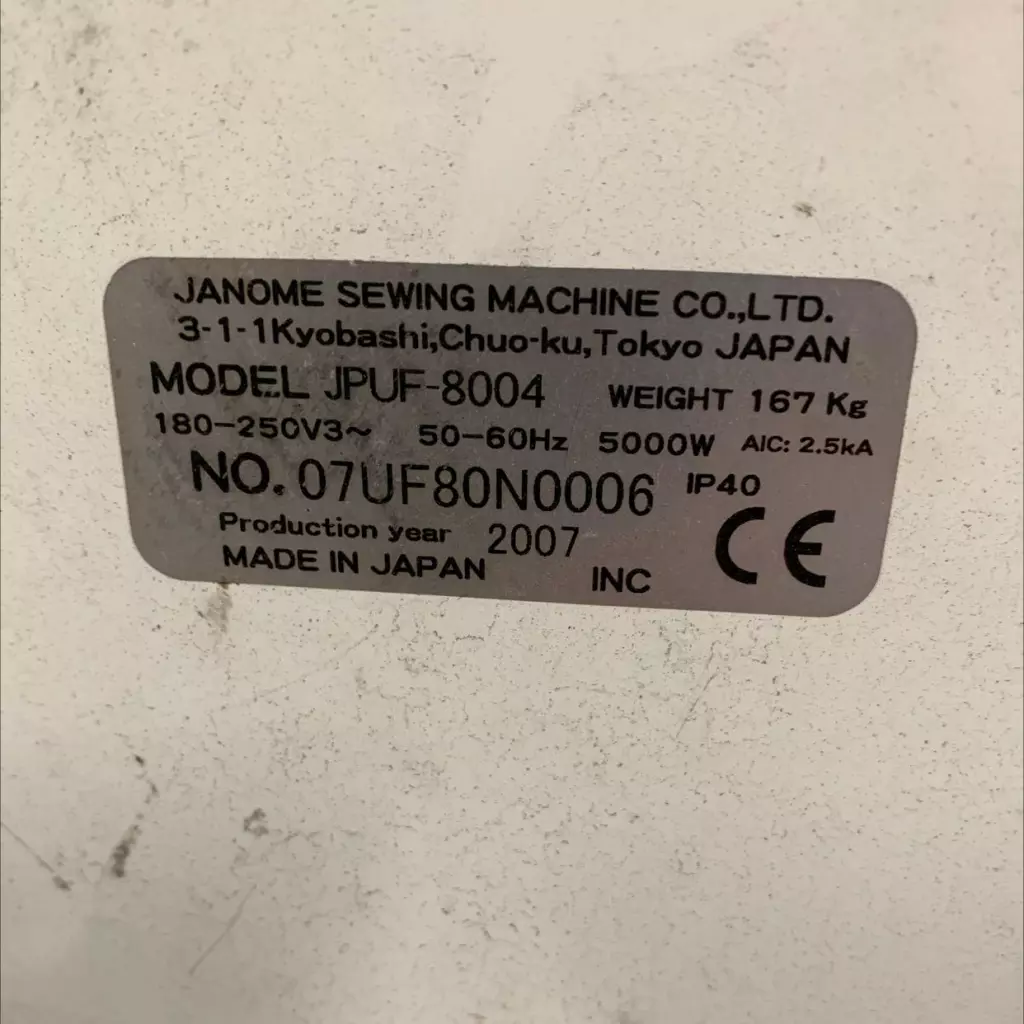 JANOME SEWING MACHINE CO.,LTD.
3-1-1Kyobashi,Chuo-ku,Tokyo JAPAN
MODEL JPUF-8004 WEIGHT 167 Kg
180-250V3~ 50-60Hz 5000W AIC: 2.5kA
NO. 07UF80N0006 IP40
Production year 2007
MADE IN JAPAN INC CE